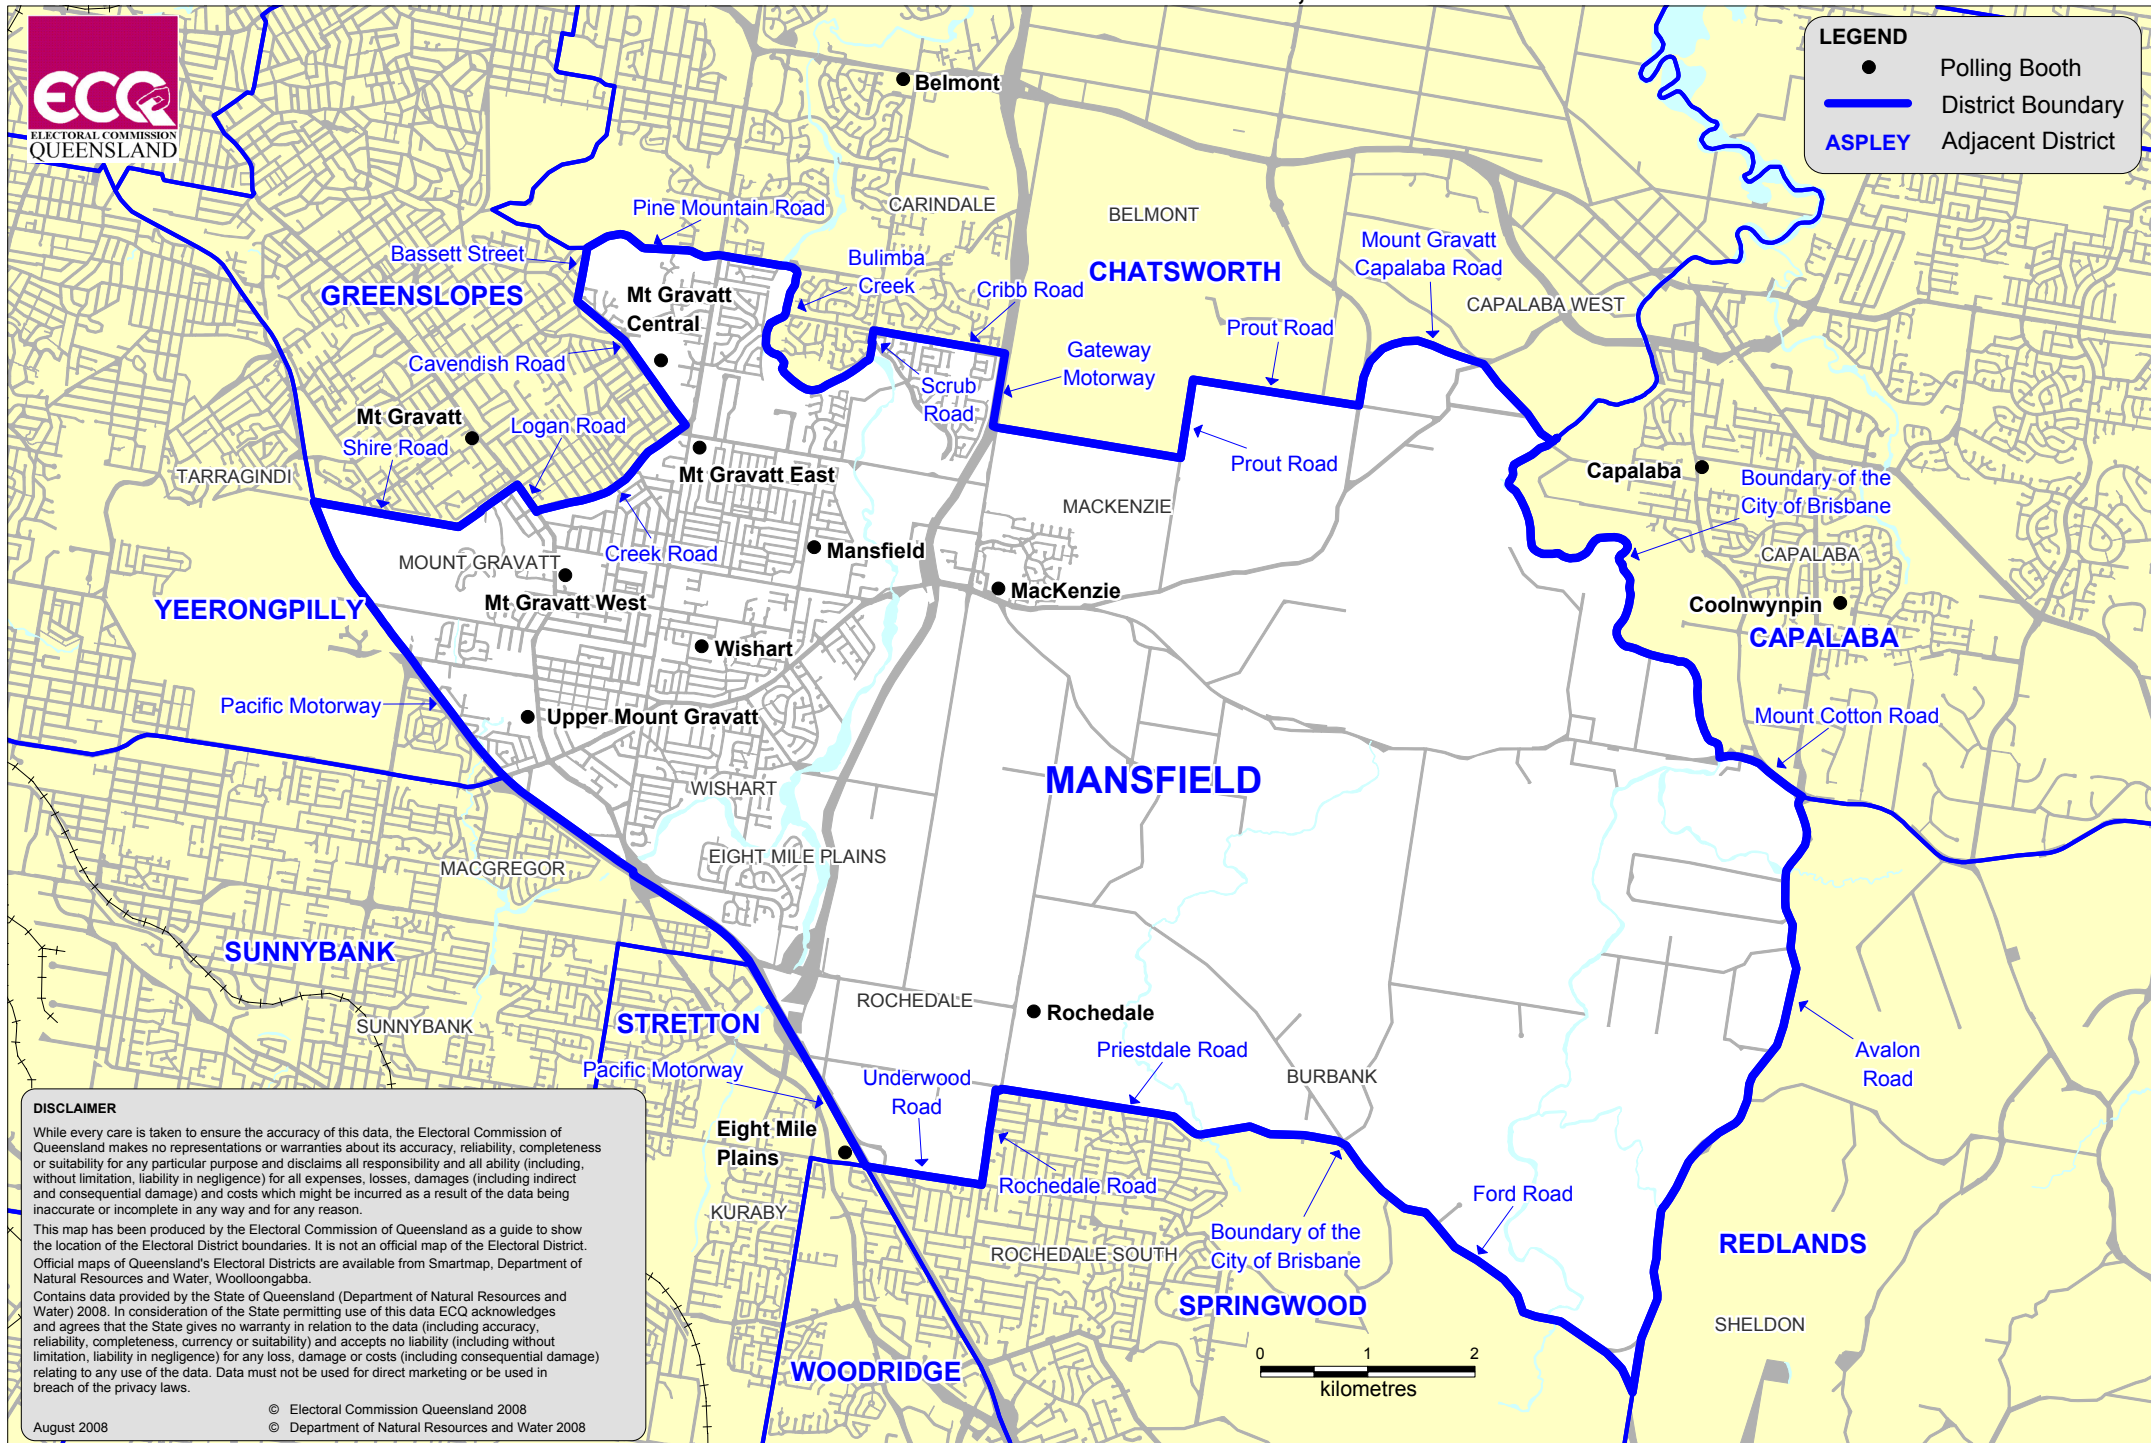 ECQ
ELECTORAL COMMISSION
QUEENSLAND
LEGEND
Polling Booth
District Boundary
ASPLEY Adjacent District
Belmont
CARINDALE
BELMONT
Pine Mountain Road
Bassett Street
Bulimba
Creek
Mount Gravatt
Capalaba Road
GREENSLOPES
CHATSWORTH
Mt Gravatt
Central
Cribb Road
CAPALABA WEST
Prout Road
Cavendish Road
Gateway
Motorway
Scrub
Road
Mt Gravatt
Logan Road
Shire Road
TARRAGINDI
Mt Gravatt East
Prout Road
Capalaba
Boundary of the
City of Brisbane
MACKENZIE
Creek Road
Mansfield
MOUNT GRAVATT
CAPALABA
Mt Gravatt West
MacKenzie
YEERONGPILLY
Coolnwynpin
CAPALABA
Wishart
Pacific Motorway
Upper Mount Gravatt
Mount Cotton Road
WISHART
MANSFIELD
EIGHT MILE PLAINS
MACGREGOR
SUNNYBANK
ROCHEDALE
Rochedale
SUNNYBANK
STRETTON
Priestdale Road
Avalon
Road
Pacific Motorway
Underwood
Road
BURBANK
Eight Mile
Plains
Rochedale Road
Ford Road
KURABY
Boundary of the
City of Brisbane
ROCHEDALE SOUTH
REDLANDS
SPRINGWOOD
SHELDON
WOODRIDGE
0 1 2
kilometres
DISCLAIMER
While every care is taken to ensure the accuracy of this data, the Electoral Commission of
Queensland makes no representations or warranties about its accuracy, reliability, completeness
or suitability for any particular purpose and disclaims all responsibility and all ability (including,
without limitation, liability in negligence) for all expenses, losses, damages (including indirect
and consequential damage) and costs which might be incurred as a result of the data being
inaccurate or incomplete in any way and for any reason.
This map has been produced by the Electoral Commission of Queensland as a guide to show
the location of the Electoral District boundaries. It is not an official map of the Electoral District.
Official maps of Queensland's Electoral Districts are available from Smartmap, Department of
Natural Resources and Water, Woolloongabba.
Contains data provided by the State of Queensland (Department of Natural Resources and
Water) 2008. In consideration of the State permitting use of this data ECQ acknowledges
and agrees that the State gives no warranty in relation to the data (including accuracy,
reliability, completeness, currency or suitability) and accepts no liability (including without
limitation, liability in negligence) for any loss, damage or costs (including consequential damage)
relating to any use of the data. Data must not be used for direct marketing or be used in
breach of the privacy laws.
© Electoral Commission Queensland 2008
August 2008 © Department of Natural Resources and Water 2008